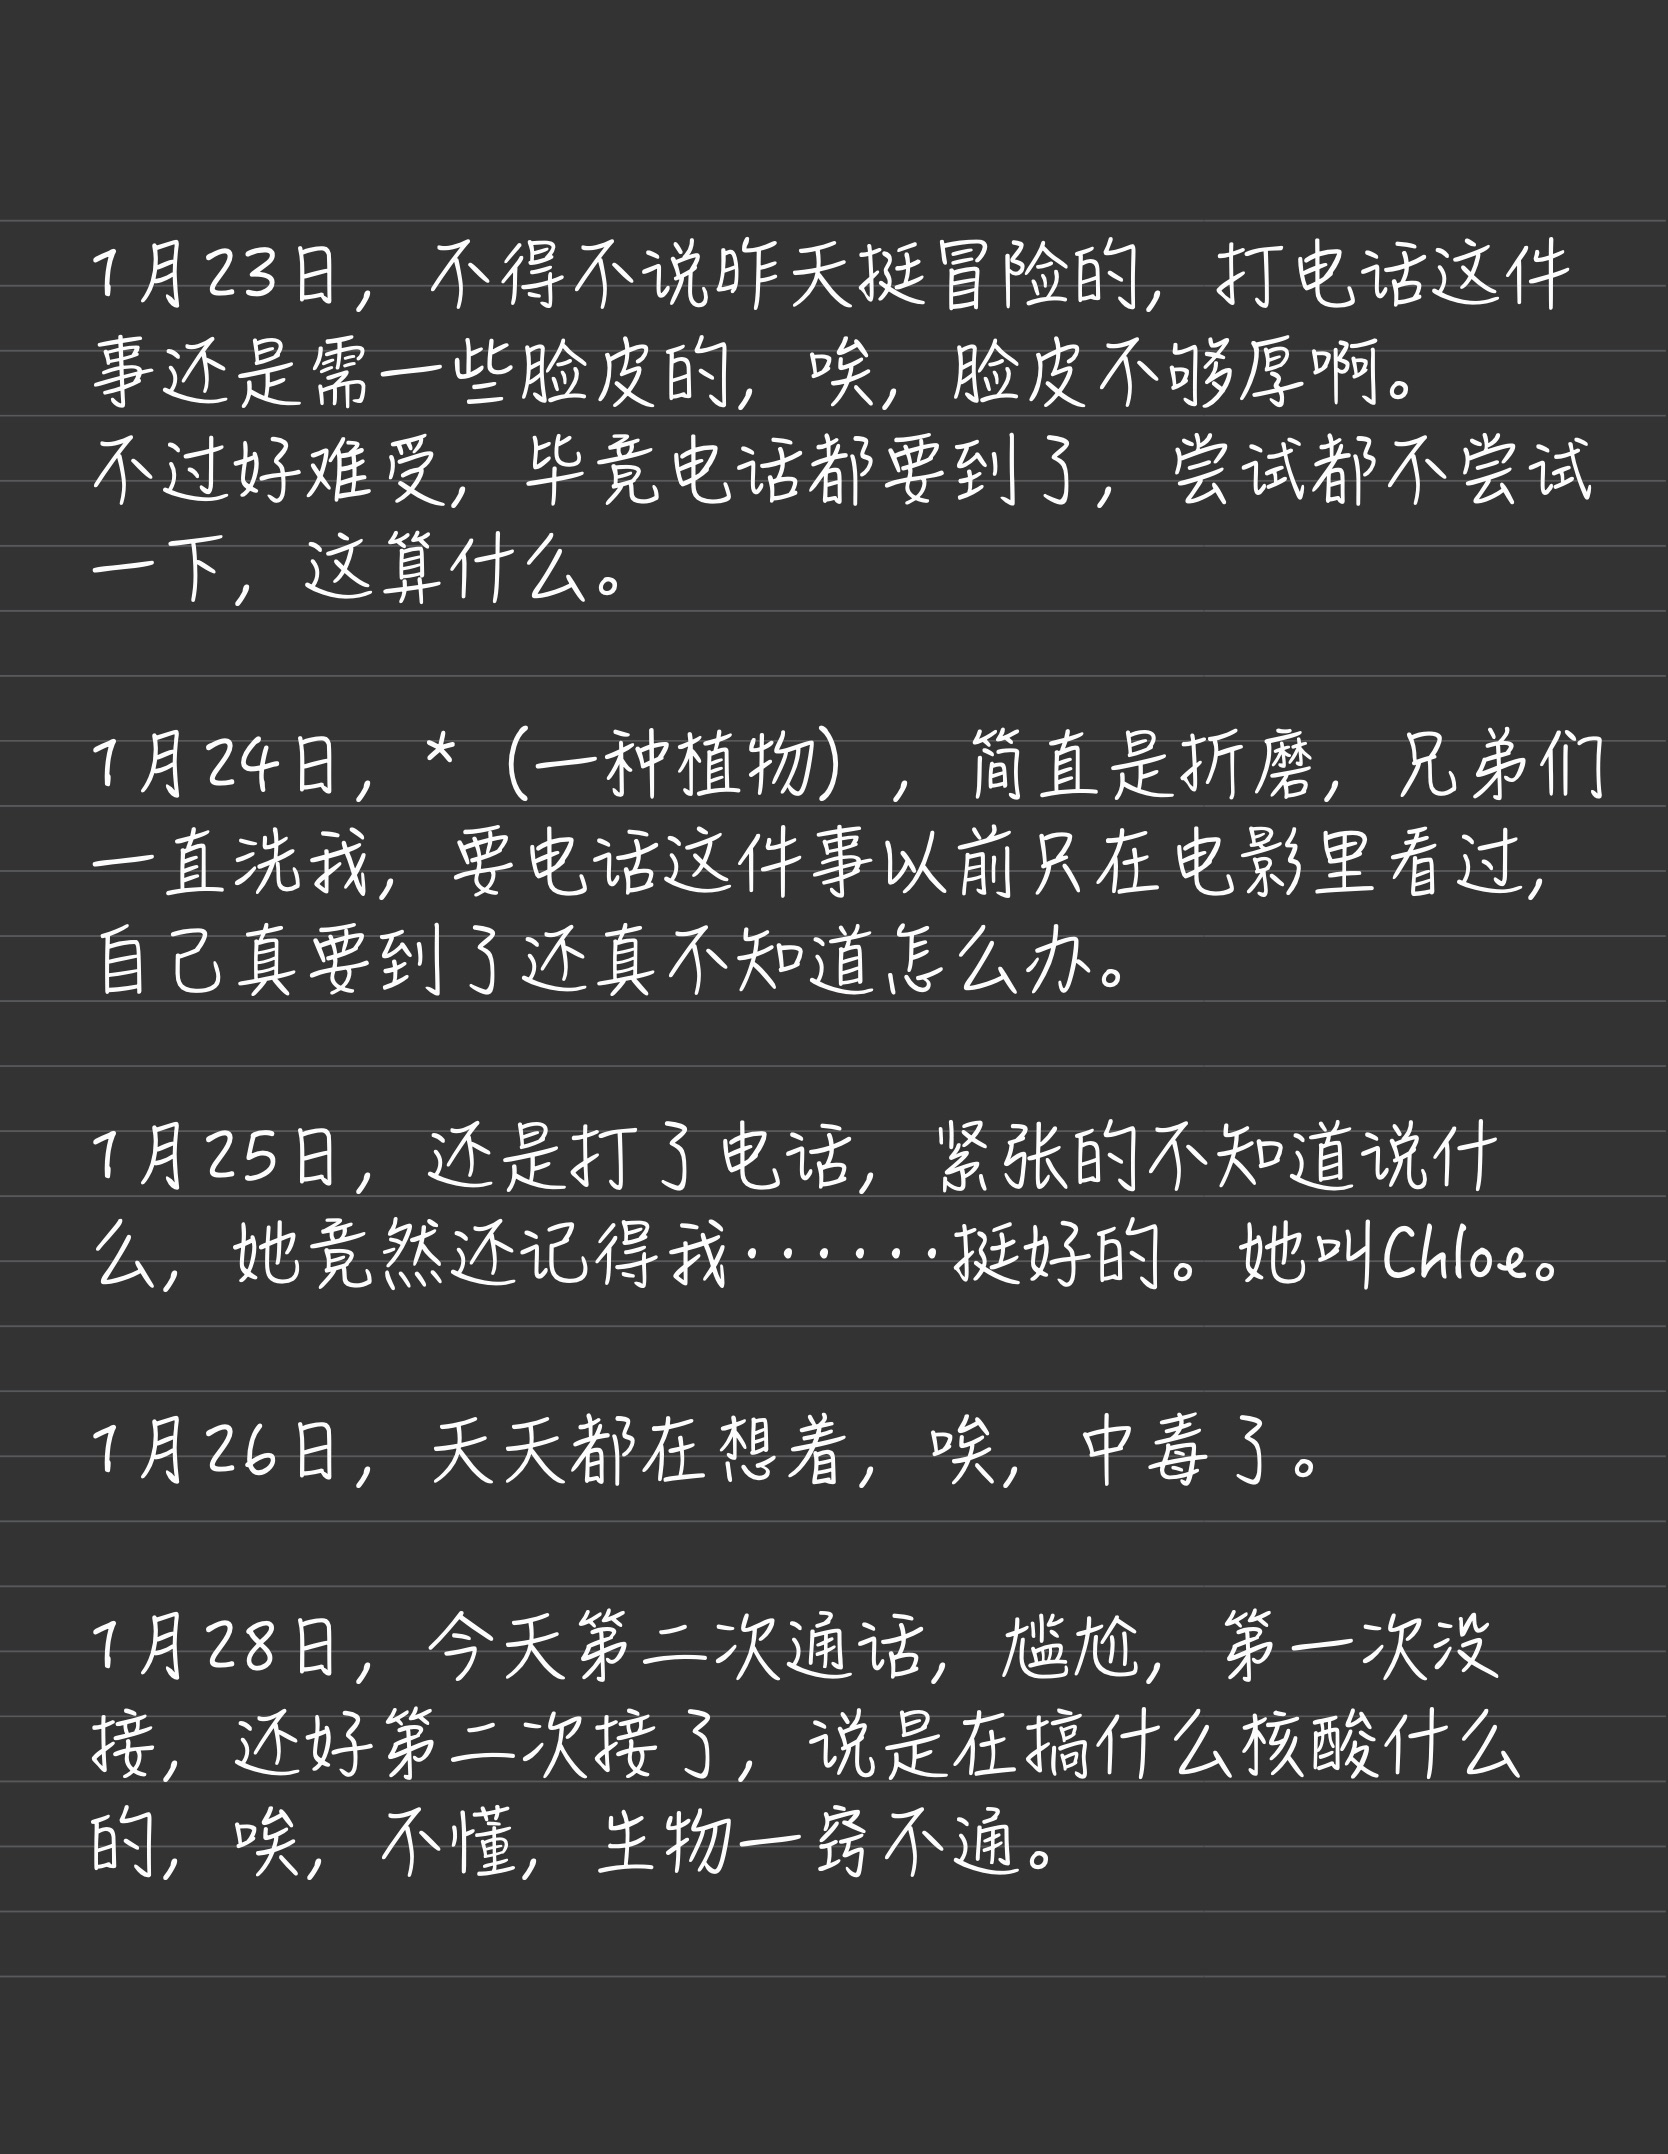 1月23日，不得不说昨天挺冒险的，打电话这件
事还是需一些脸皮的，唉，脸皮不够厚啊。
不过好难受，毕竟电话都要到了，尝试都不尝试
一下，这算什么。
1月24日，*（一种植物），简直是折磨，兄弟们
一直洗我，要电话这件事以前只在电影里看过，
自己真要到了还真不知道怎么办。
1月25日，还是打了电话，紧张的不知道说什
么，她竟然还记得我······挺好的。她叫Chloe。
1月26日，天天都在想着，唉，中毒了。
1月28日，今天第二次通话，尴尬，第一次没
接，还好第二次接了，说是在搞什么核酸什么
的，唉，不懂，生物一窍不通。